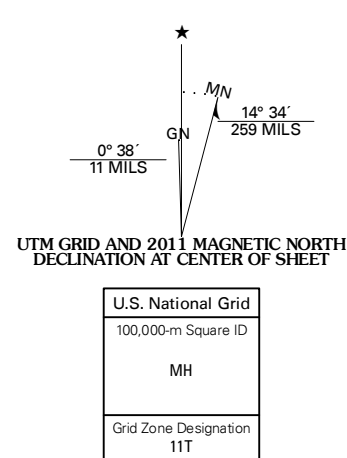 ★
MN
GN
14° 34´
259 MILS
0° 38´
11 MILS
UTM GRID AND 2011 MAGNETIC NORTH
DECLINATION AT CENTER OF SHEET
U.S. National Grid
100,000-m Square ID
MH
Grid Zone Designation
11T